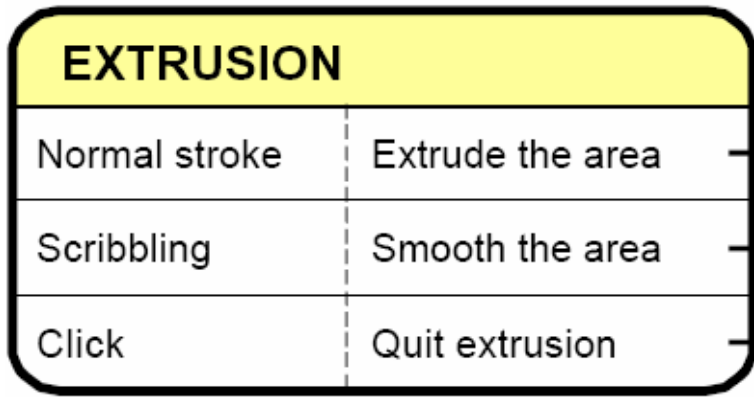 EXTRUSION
Normal stroke Extrude the area
Scribbling Smooth the area
Click Quit extrusion